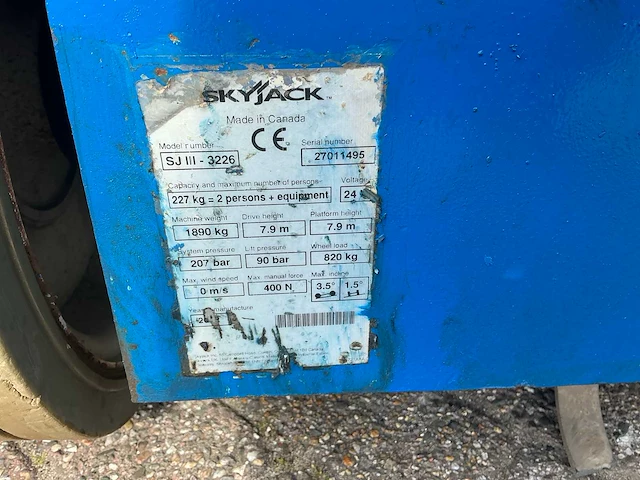 SKYJACK
Made in Canada
CE
Model number
Serial number
SJ III - 3226
27011495
Capacity and maximum number of persons
Voltage
227 kg = 2 persons + equipment
24
Machine weight
Drive height
Platform height
1890 kg
7.9 m
7.9 m
System pressure
Lift pressure
Wheel load
207 bar
90 bar
820 kg
Max. wind speed
Max. manual force
Max. incline
0 m/s
400 N
3.5°
1.5°
manufacture